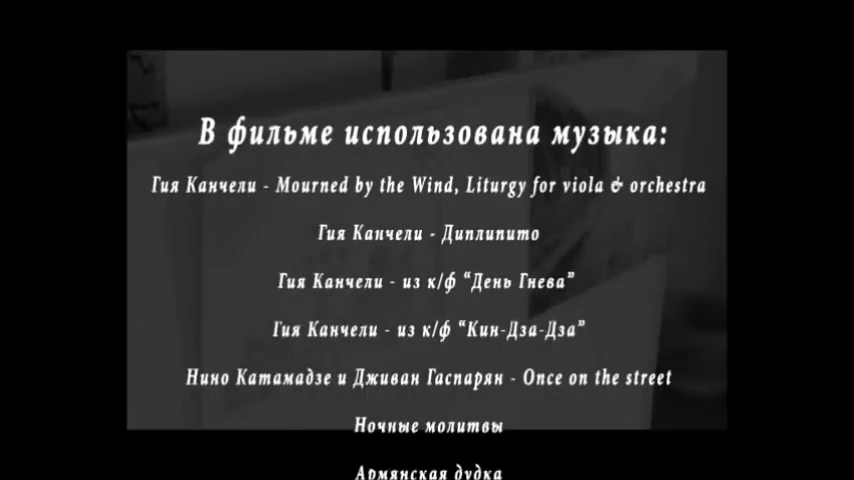 В фильме использована музыка:
Гия Канчели - Mourned by the Wind, Liturgy for viola & orchestra
Гия Канчели - Диплипито
Гия Канчели - из к/ф “День Гнева”
Гия Канчели - из к/ф “Кин-Дза-Дза”
Нино Катамадзе и Дживан Гаспарян - Once on the street
Ночные молитвы
Армянская дудка